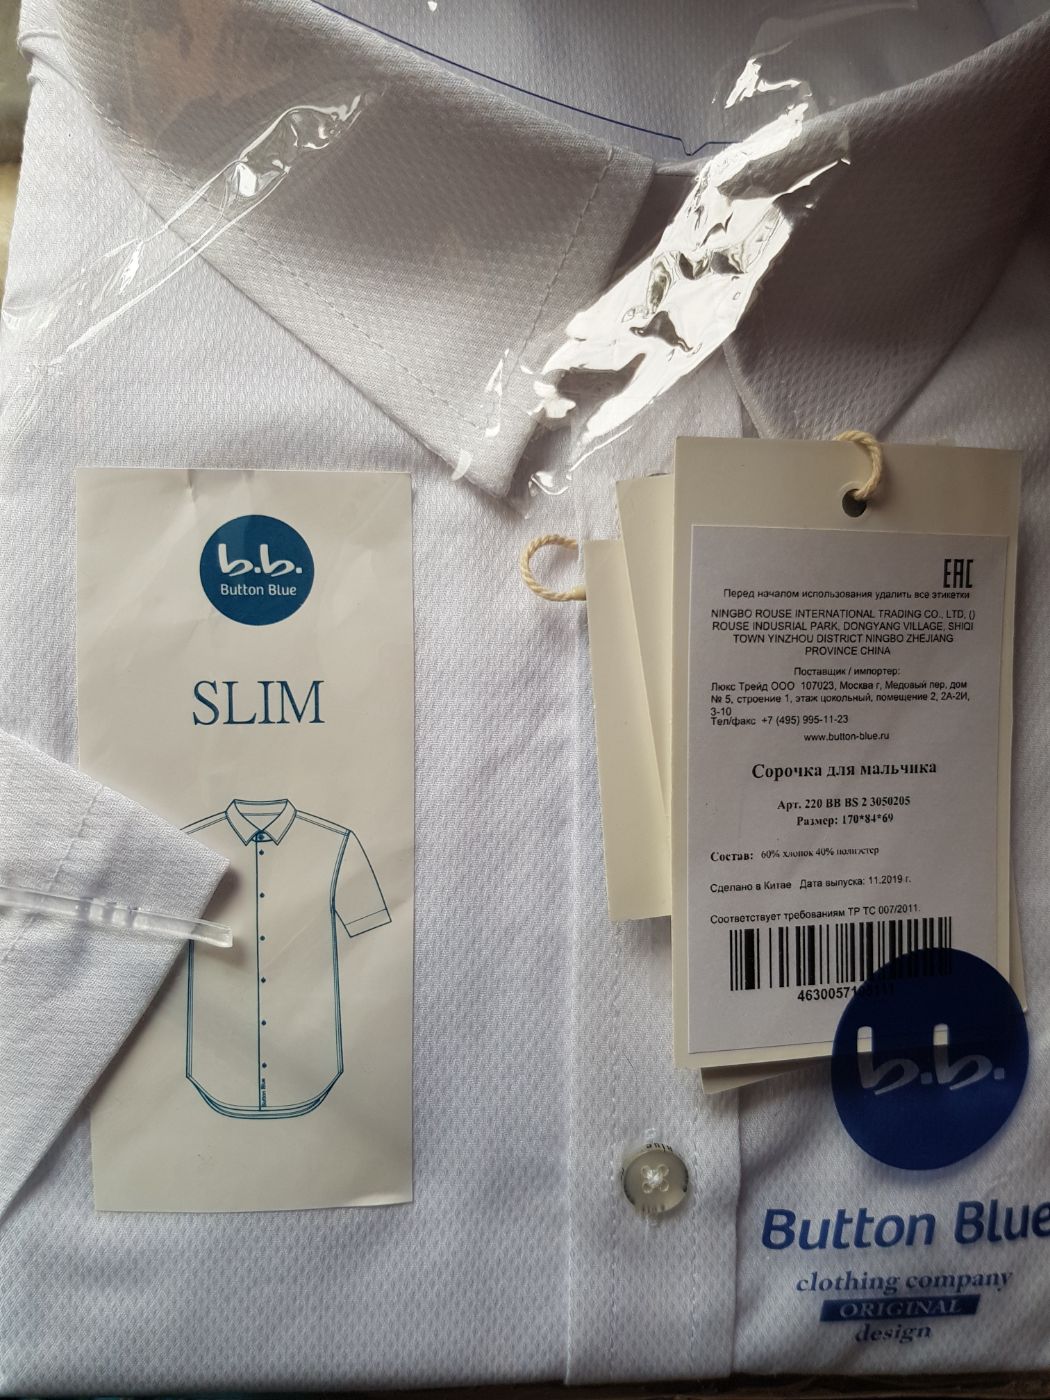 b.b.
Button Blue
SLIM
Button Blue
EAC
Перед началом использования удалить все этикетки
NINGBO ROUSE INTERNATIONAL TRADING CO., LTD, ()
ROUSE INDUSRIAL PARK, DONGYANG VILLAGE, SHIQI
TOWN YINZHOU DISTRICT NINGBO ZHEJIANG
PROVINCE CHINA
Поставщик / импортер:
Люкс Трейд ООО 107023, Москва г, Медовый пер, дом
№ 5, строение 1, этаж цокольный, помещение 2, 2А-2И,
3-10
Тел/факс +7 (495) 995-11-23
www.button-blue.ru
Сорочка для мальчика
Арт. 220 BB BS 2 3050205
Размер: 170*84*69
Состав: 60% хлопок 40% полиэстер
Сделано в Китае Дата выпуска: 11.2019 г.
Соответствует требованиям ТР ТС 007/2011.
b.b.
Button Blue
clothing company
ORIGINAL
design